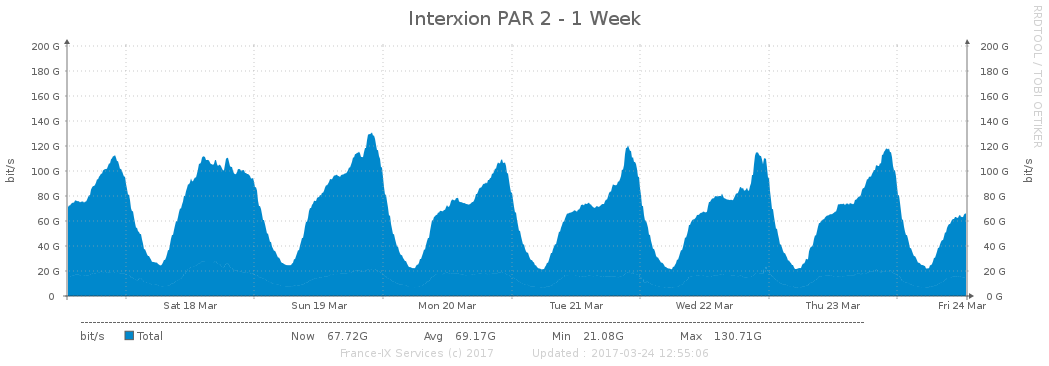 Interxion PAR 2 - 1 Week
RRDTOOL / TOBI OETIKER
bit/s
200 G
180 G
160 G
140 G
120 G
100 G
80 G
60 G
40 G
20 G
0
200 G
180 G
160 G
140 G
120 G
100 G
80 G
60 G
40 G
20 G
0 G
bit/s
Sat 18 Mar Sun 19 Mar Mon 20 Mar Tue 21 Mar Wed 22 Mar Thu 23 Mar Fri 24 Mar
bit/s Total Now 67.72G Avg 69.17G Min 21.08G Max 130.71G
France-IX Services (c) 2017 Updated : 2017-03-24 12:55:06